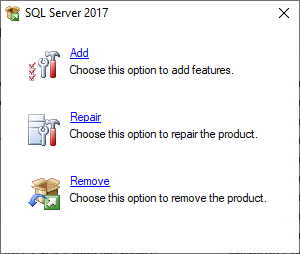 SQL Server 2017
Add
Choose this option to add features.
Repair
Choose this option to repair the product.
Remove
Choose this option to remove the product.